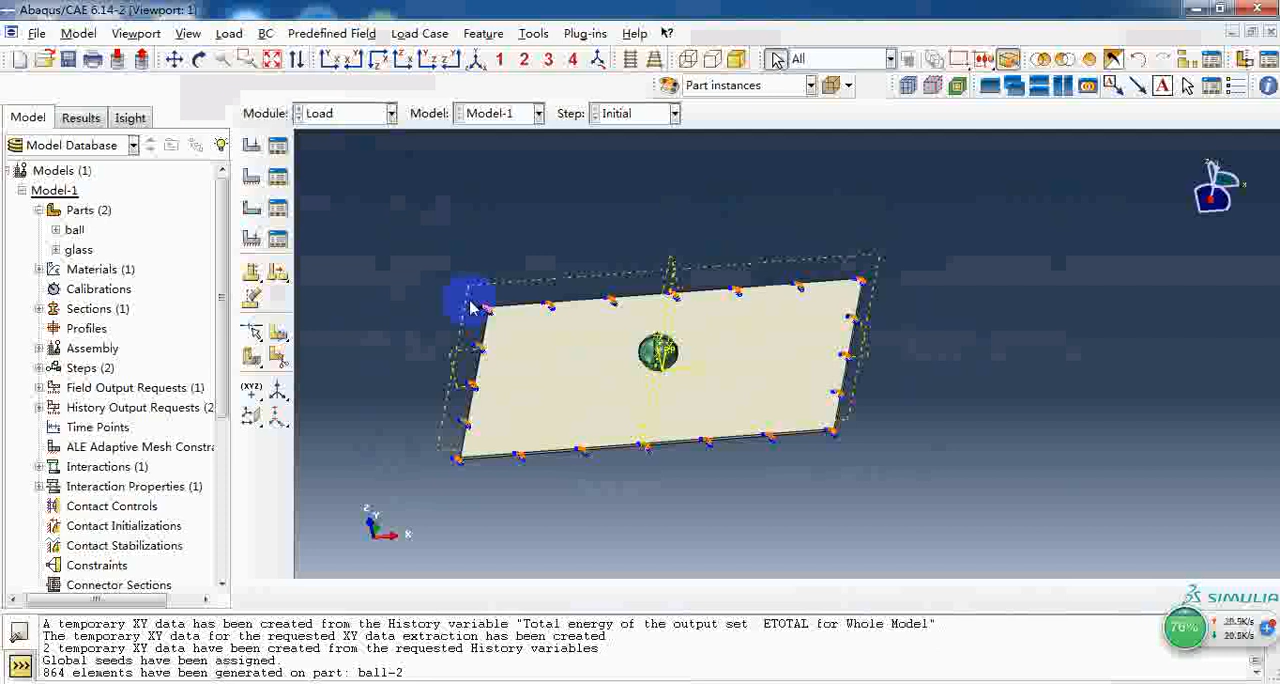 Abaqus/CAE 6.14-2 [Viewport: 1]
File Model Viewport View Load BC Predefined Field Load Case Feature Tools Plug-ins Help
1 2 3 4 All
Part instances
A
Model Results Isight
Module: Load Model: Model-1 Step: Initial
Model Database
Models (1)
Model-1
Parts (2)
ball
glass
Materials (1)
Calibrations
Sections (1)
Profiles
Assembly
Steps (2)
Field Output Requests (1)
History Output Requests (2
Time Points
ALE Adaptive Mesh Constra
Interactions (1)
Interaction Properties (1)
Contact Controls
Contact Initializations
Contact Stabilizations
Constraints
Connector Sections
(XYZ)
Z
Y
X
SIMULIA
A temporary XY data has been created from the History variable "Total energy of the output set  ETOTAL for Whole Model"
The temporary XY data for the requested XY data extraction has been created
2 temporary XY data have been created from the requested History variables
Global seeds have been assigned.
864 elements have been generated on part: ball-2
>>>